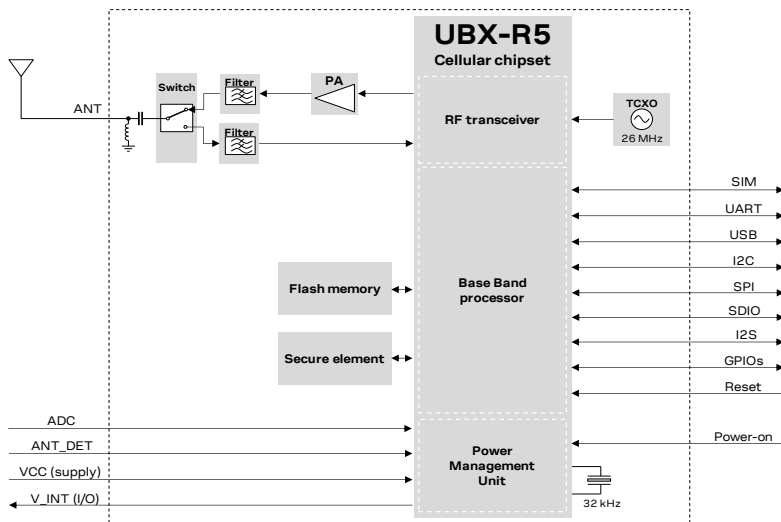 UBX-R5
Cellular chipset
Switch
Filter
PA
TCXO
ANT
RF transceiver
26 MHz
Filter
SIM
UART
USB
I2C
SPI
SDIO
I2S
GPIOs
Reset
Flash memory
Base Band
processor
Secure element
ADC
ANT_DET
VCC (supply)
V_INT (I/O)
Power
Management
Unit
Power-on
32 kHz